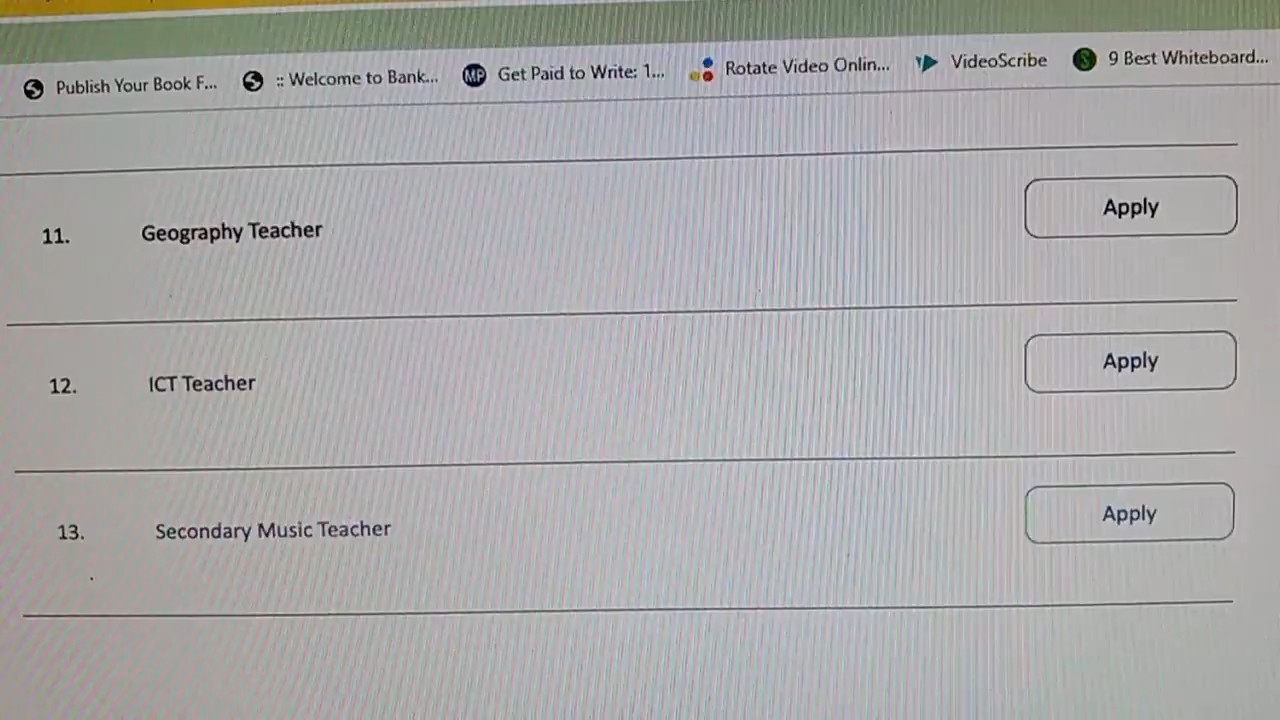 Publish Your Book F... :: Welcome to Bank... MP Get Paid to Write: 1... Rotate Video Onlin... VideoScribe S 9 Best Whiteboard...
11. Geography Teacher Apply
12. ICT Teacher Apply
13. Secondary Music Teacher Apply